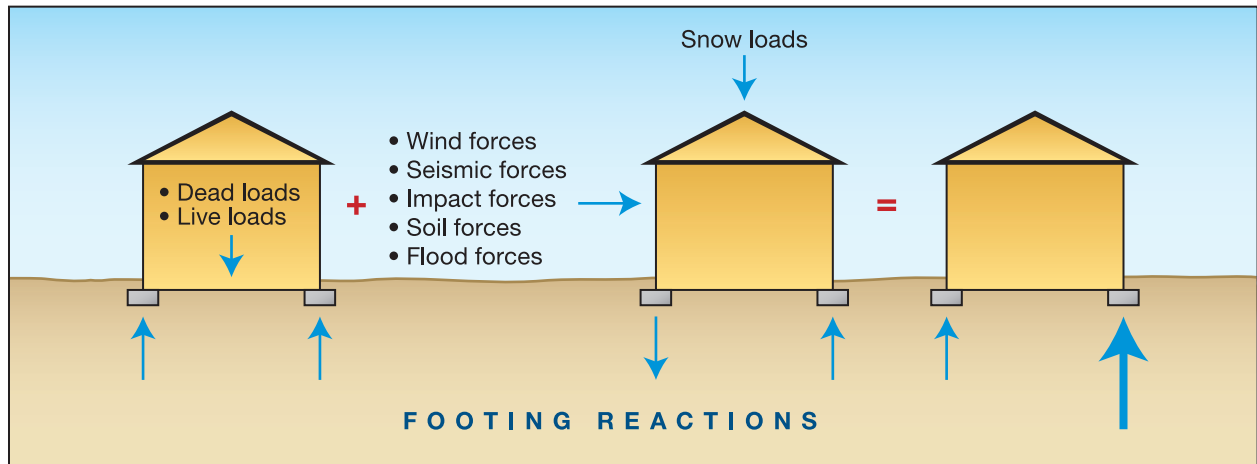 Snow loads
• Dead loads
• Live loads
+
• Wind forces
• Seismic forces
• Impact forces
• Soil forces
• Flood forces
=
FOOTING REACTIONS